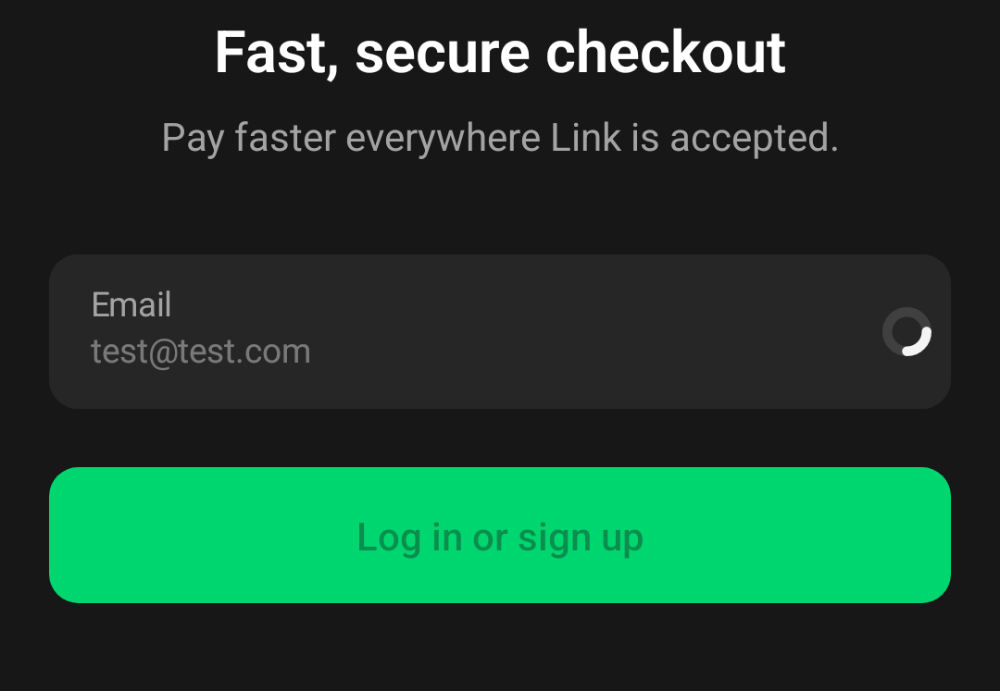 Fast, secure checkout
Pay faster everywhere Link is accepted.
Email
test@test.com
Log in or sign up